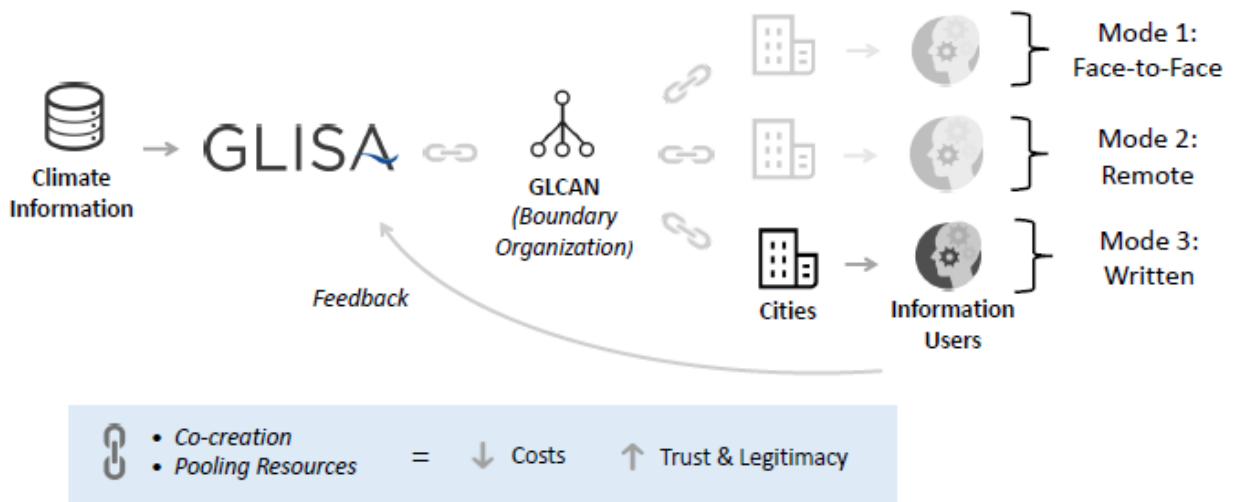 Climate
Information
GLISA
GLCAN
(Boundary
Organization)
Mode 1:
Face-to-Face
Mode 2:
Remote
Mode 3:
Written
Cities
Information
Users
Feedback
• Co-creation
• Pooling Resources
= ↓ Costs ↑ Trust & Legitimacy